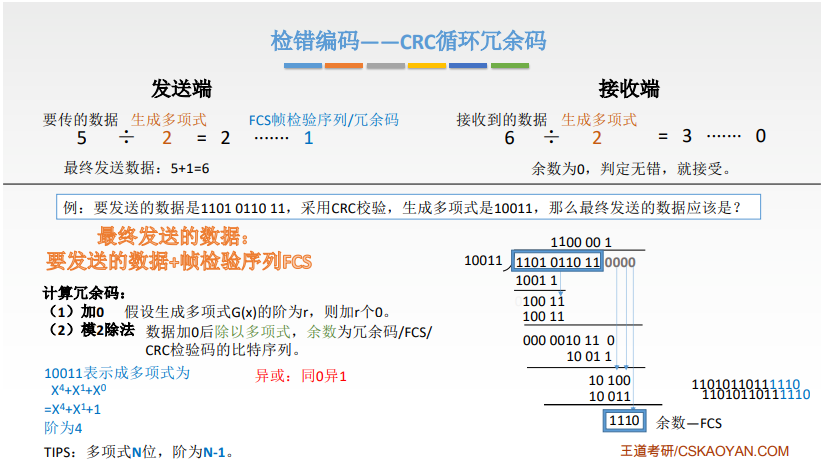 检错编码——CRC循环冗余码
发送端
要传的数据 生成多项式 FCS帧检验序列/冗余码
5 ÷ 2 = 2 ······· 1
最终发送数据：5+1=6
接收端
接收到的数据 生成多项式
6 ÷ 2 = 3 ······· 0
余数为0，判定无错，就接受。
例：要发送的数据是1101 0110 11，采用CRC校验，生成多项式是10011，那么最终发送的数据应该是？
最终发送的数据：
要发送的数据+帧检验序列FCS
计算冗余码：
（1）加0 假设生成多项式G(x)的阶为r，则加r个0。
（2）模2除法 数据加0后除以多项式，余数为冗余码/FCS/
CRC检验码的比特序列。
10011表示成多项式为
X⁴+X¹+X⁰
=X⁴+X¹+1
阶为4
异或：同0异1
TIPS：多项式N位，阶为N-1。
1100 00 1
10011
1101 0110 11 0000
1001 1
100 11
100 11
000 0010 11 0
10 01 1
10 100
10 011
1110 余数—FCS
11010110111110
11010110111110
王道考研/CSKAOYAN.COM